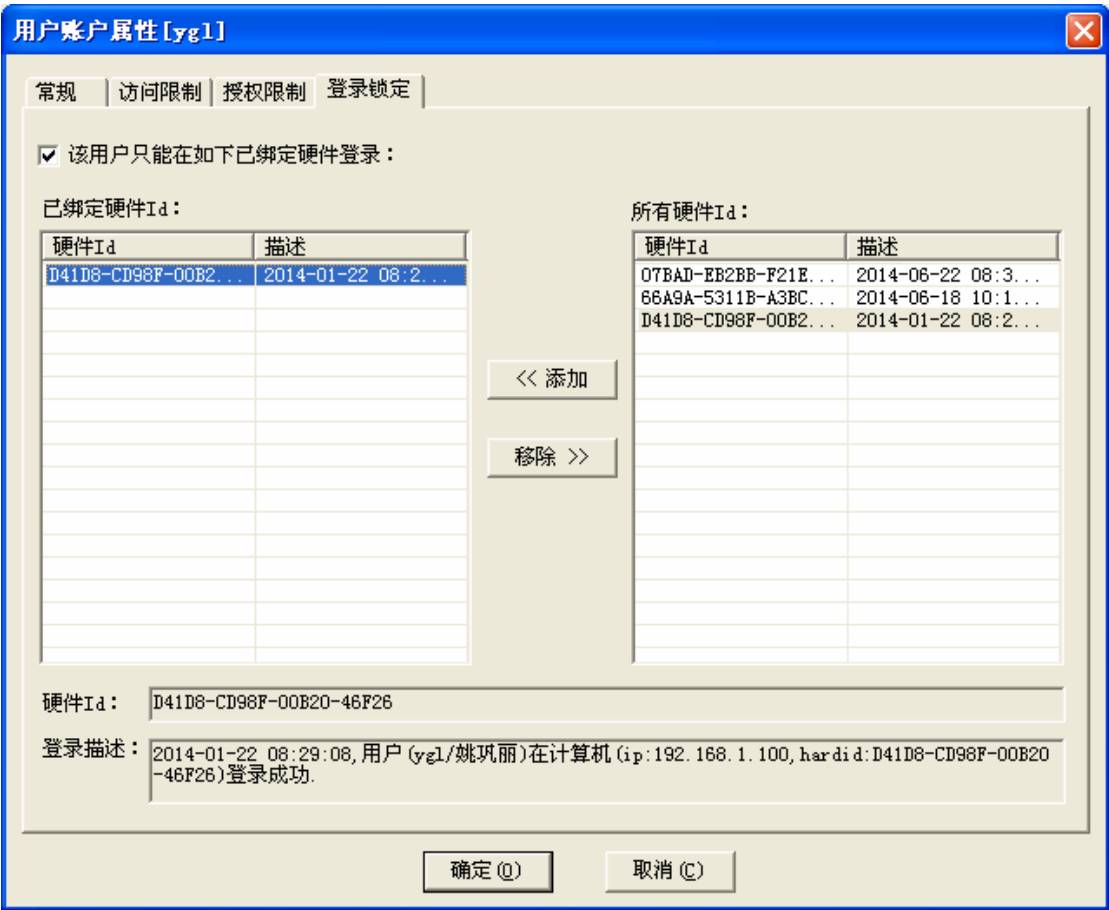 用户账户属性[ygl]
常规 访问限制 授权限制 登录锁定
该用户只能在如下已绑定硬件登录：
已绑定硬件Id： 所有硬件Id：
硬件Id 描述 硬件Id 描述
D41D8-CD98F-00B2... 2014-01-22 08:2... 07BAD-EB2BB-F21E... 2014-06-22 08:3...
66A9A-5311B-A3BC... 2014-06-18 10:1...
D41D8-CD98F-00B2... 2014-01-22 08:2...
<< 添加
移除 >>
硬件Id： D41D8-CD98F-00B20-46F26
登录描述： 2014-01-22 08:29:08,用户(ygl/姚巩丽)在计算机(ip:192.168.1.100,hardid:D41D8-CD98F-00B20
-46F26)登录成功.
确定(O) 取消(C)